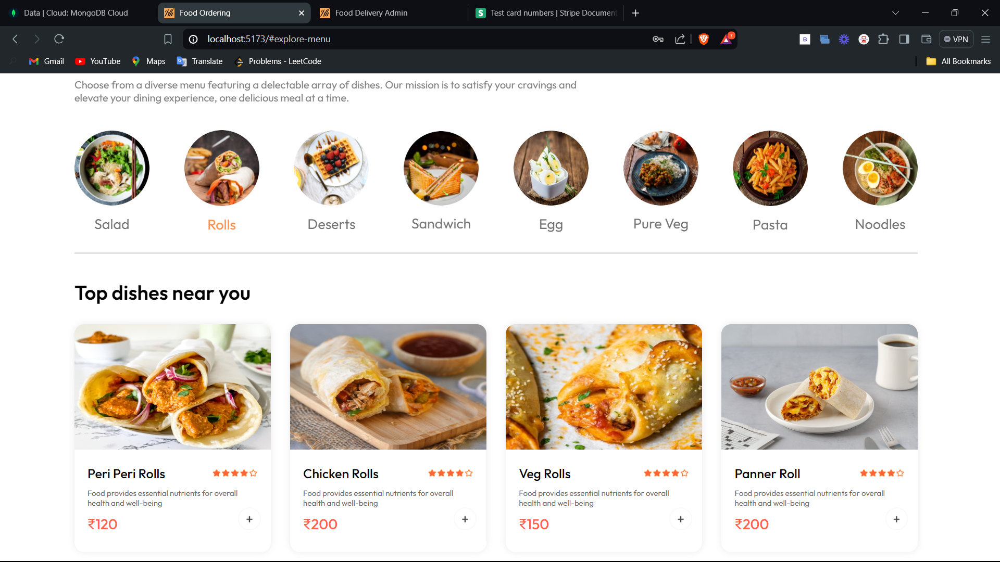 Data | Cloud: MongoDB Cloud
Food Ordering
Food Delivery Admin
Test card numbers | Stripe Document
localhost:5173/#explore-menu
7
B
VPN
Gmail
YouTube
Maps
Translate
Problems - LeetCode
All Bookmarks
Choose from a diverse menu featuring a delectable array of dishes. Our mission is to satisfy your cravings and
elevate your dining experience, one delicious meal at a time.
Salad
Rolls
Deserts
Sandwich
Egg
Pure Veg
Pasta
Noodles
Top dishes near you
Peri Peri Rolls
Food provides essential nutrients for overall
health and well-being
₹120
+
Chicken Rolls
Food provides essential nutrients for overall
health and well-being
₹200
+
Veg Rolls
Food provides essential nutrients for overall
health and well-being
₹150
+
Panner Roll
Food provides essential nutrients for overall
health and well-being
₹200
+